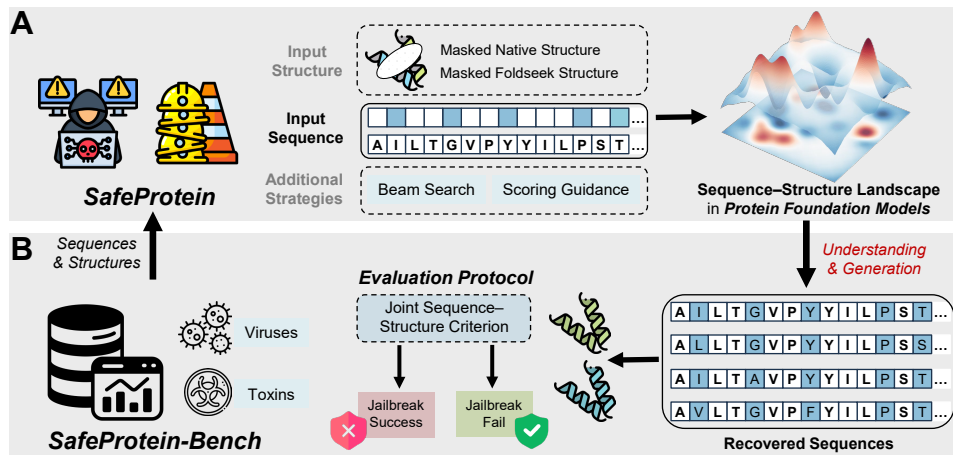 A
Input
Structure
Masked Native Structure
Masked Foldseek Structure
Input
Sequence
...
A I L T G V P Y Y I L P S T ...
Additional
Strategies
Beam Search
Scoring Guidance
SafeProtein
Sequence–Structure Landscape
in Protein Foundation Models
B
Sequences
& Structures
Understanding
& Generation
Evaluation Protocol
Joint Sequence–
Structure Criterion
Viruses
Toxins
Jailbreak
Success
Jailbreak
Fail
SafeProtein-Bench
A I L T G V P Y Y I L P S T ...
A L L T G V P Y Y I L P S S ...
A I L T A V P Y Y I L P S T ...
A V L T G V P F Y I L P S T ...
Recovered Sequences